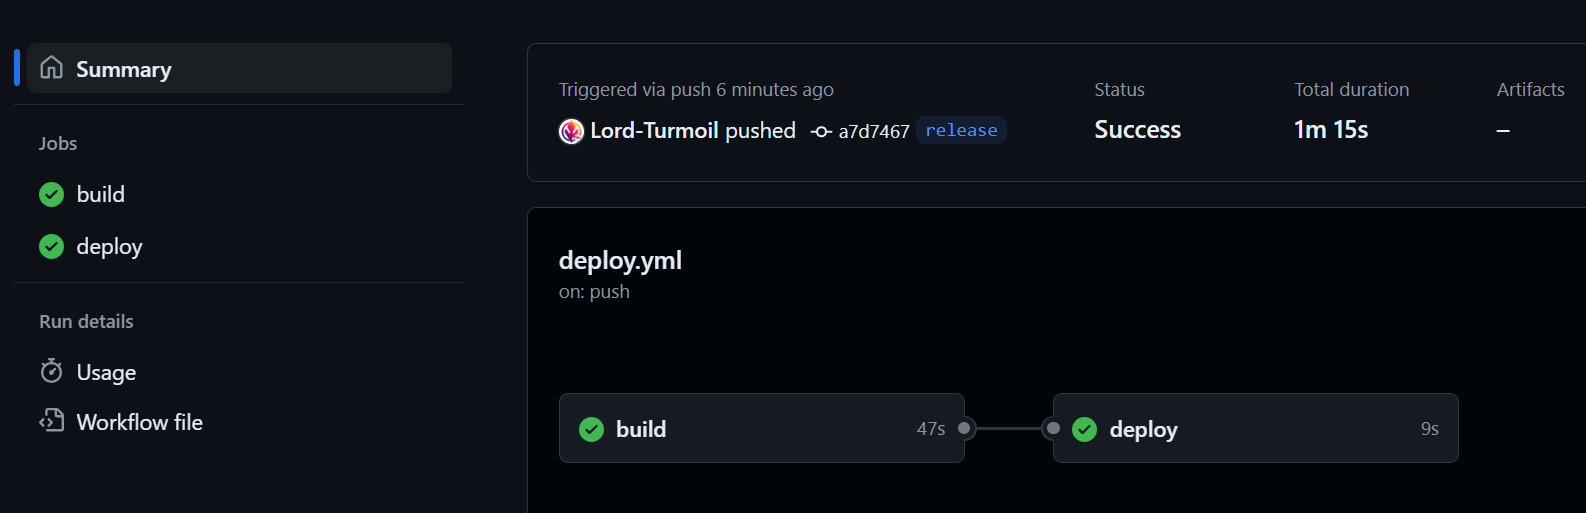 Summary
Jobs
build
deploy
Run details
Usage
Workflow file
Triggered via push 6 minutes ago
Lord-Turmoil pushed a7d7467 release
Status
Success
Total duration
1m 15s
Artifacts
–
deploy.yml
on: push
build 47s
deploy 9s